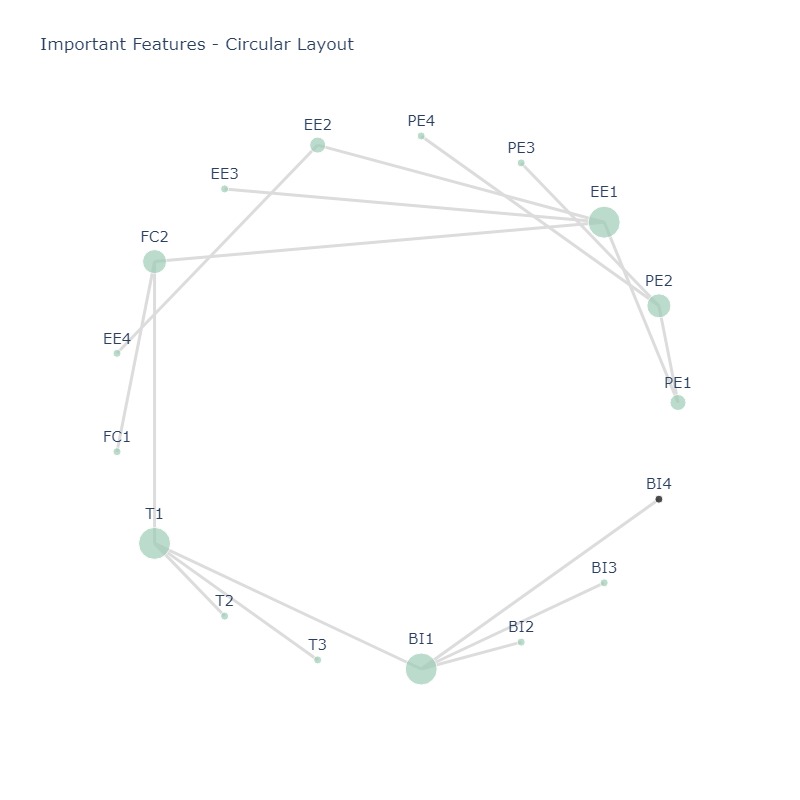 Important Features - Circular Layout
PE4
EE2
PE3
EE3
EE1
FC2
PE2
EE4
PE1
FC1
BI4
T1
BI3
T2
BI2
BI1
T3